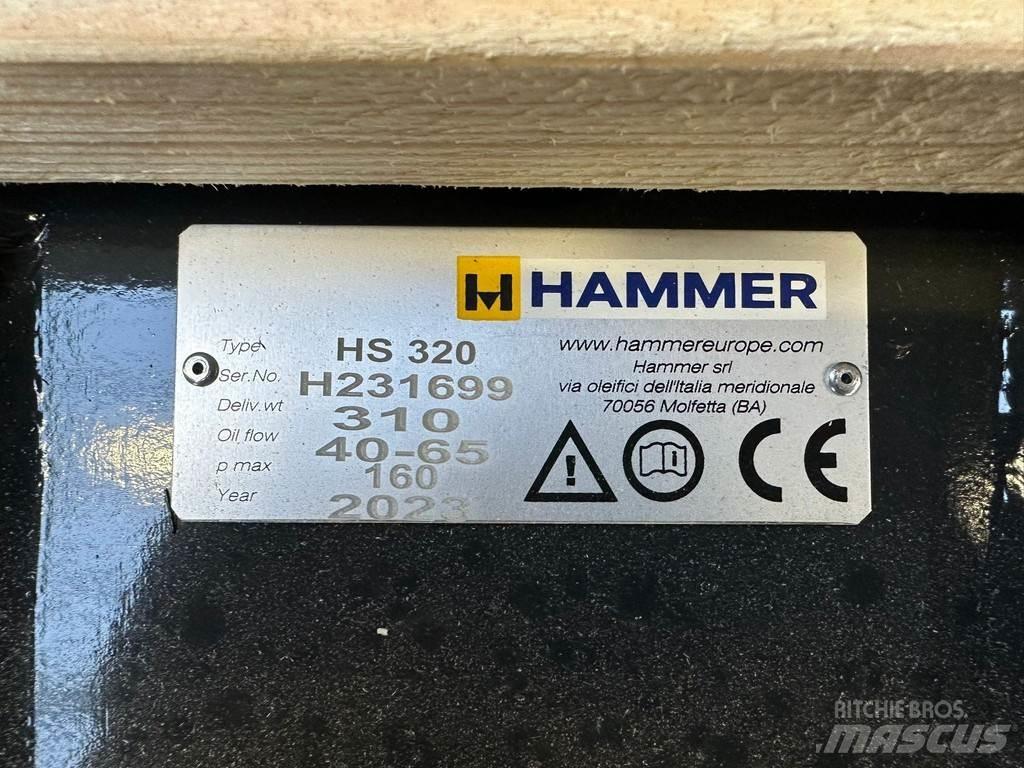 HAMMER
Type HS 320
Ser.No. H231699
Deliv.wt 310
Oil flow 40-65
p max 160
Year 2023
www.hammereurope.com
Hammer srl
via oleifici dell'Italia meridionale
70056 Molfetta (BA)
CE
RITCHIE BROS.
MASCUS